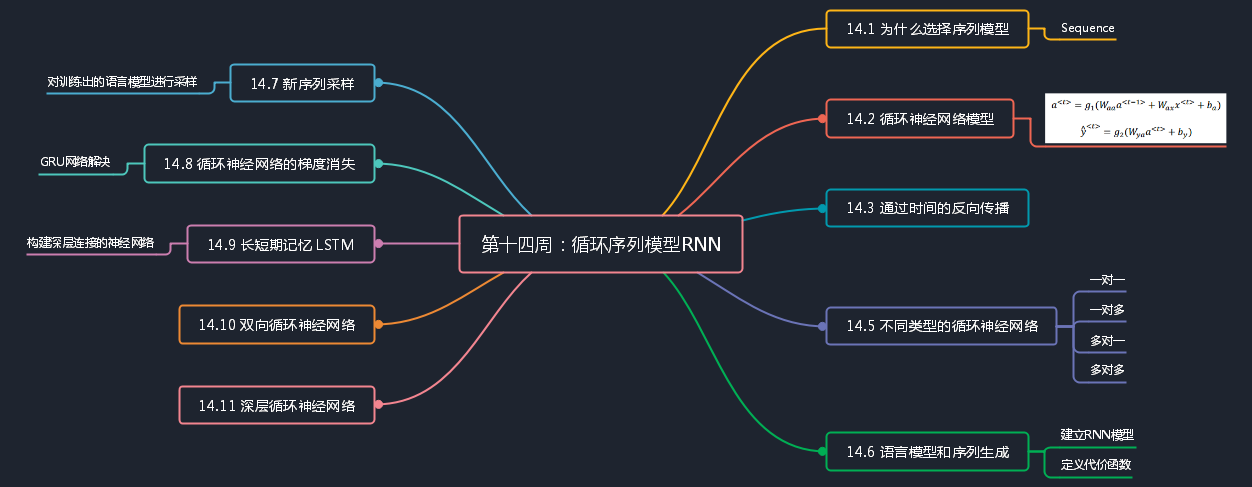 第十四周：循环序列模型RNN
14.1 为什么选择序列模型
Sequence
14.2 循环神经网络模型
a^{<t>} = g₁(W_{aa}a^{<t−1>} + W_{ax}x^{<t>} + b_a)
ŷ^{<t>} = g₂(W_{ya}a^{<t>} + b_y)
14.3 通过时间的反向传播
14.5 不同类型的循环神经网络
一对一
一对多
多对一
多对多
14.6 语言模型和序列生成
建立RNN模型
定义代价函数
14.7 新序列采样
对训练出的语言模型进行采样
14.8 循环神经网络的梯度消失
GRU网络解决
14.9 长短期记忆 LSTM
构建深层连接的神经网络
14.10 双向循环神经网络
14.11 深层循环神经网络